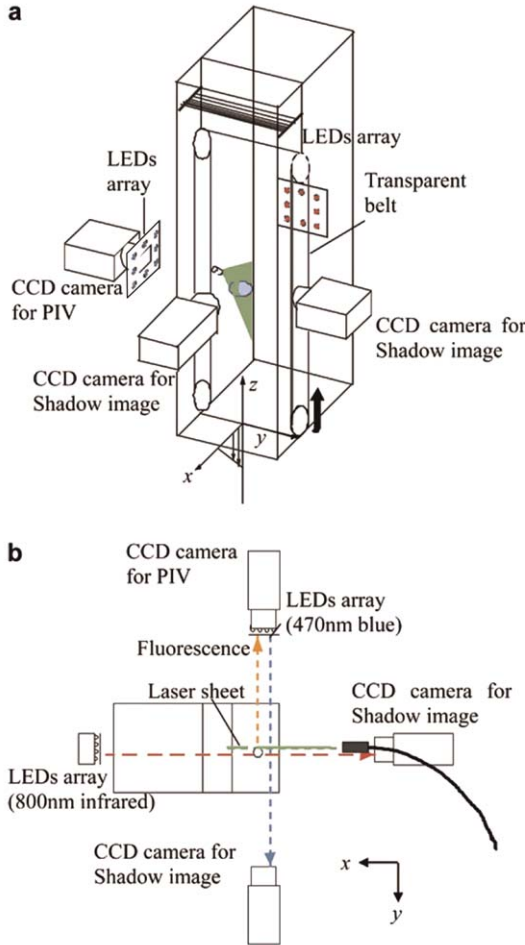 a
LEDs array
LEDs
array
Transparent
belt
CCD camera
for PIV
CCD camera for
Shadow image
CCD camera for
Shadow image
z
y
x
b
CCD camera
for PIV
LEDs array
(470nm blue)
Fluorescence
Laser sheet
CCD camera for
Shadow image
LEDs array
(800nm infrared)
CCD camera for
Shadow image
x
y